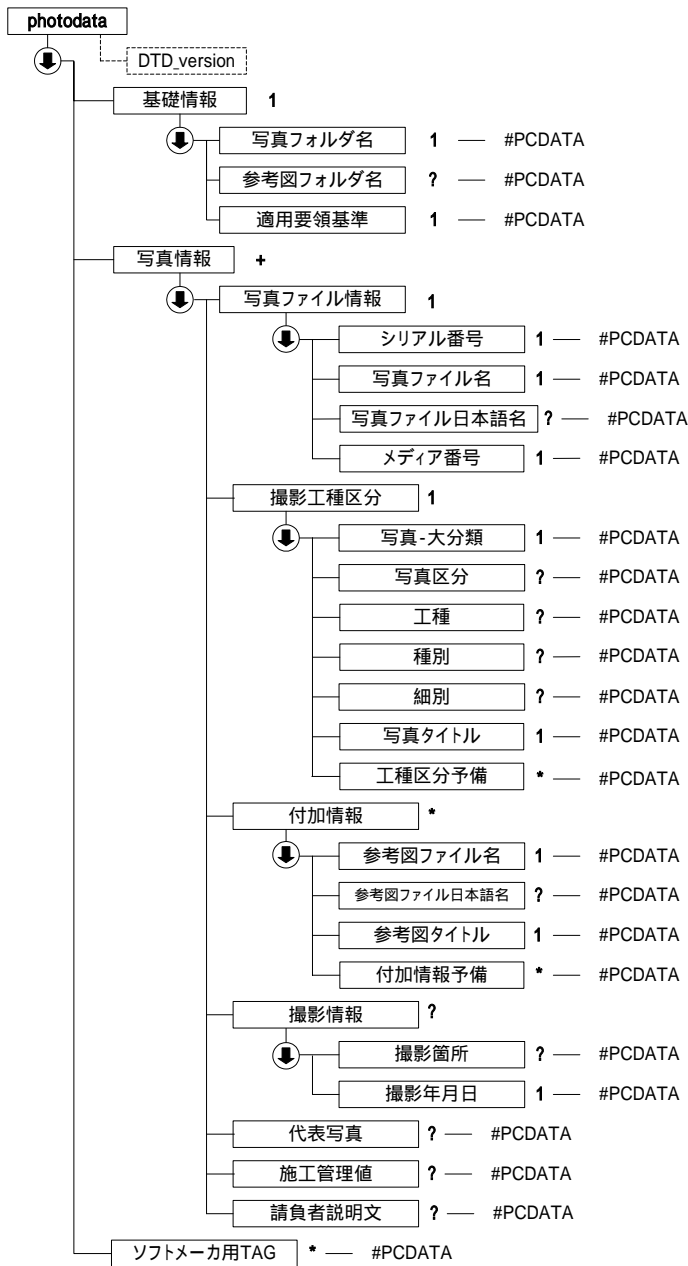 photodata
DTD_version
基礎情報 1
写真フォルダ名 1 #PCDATA
参考図フォルダ名 ? #PCDATA
適用要領基準 1 #PCDATA
写真情報 +
写真ファイル情報 1
シリアル番号 1 #PCDATA
写真ファイル名 1 #PCDATA
写真ファイル日本語名 ? #PCDATA
メディア番号 1 #PCDATA
撮影工種区分 1
写真-大分類 1 #PCDATA
写真区分 ? #PCDATA
工種 ? #PCDATA
種別 ? #PCDATA
細別 ? #PCDATA
写真タイトル 1 #PCDATA
工種区分予備 * #PCDATA
付加情報 *
参考図ファイル名 1 #PCDATA
参考図ファイル日本語名 ? #PCDATA
参考図タイトル 1 #PCDATA
付加情報予備 * #PCDATA
撮影情報 ?
撮影箇所 ? #PCDATA
撮影年月日 1 #PCDATA
代表写真 ? #PCDATA
施工管理値 ? #PCDATA
請負者説明文 ? #PCDATA
ソフトメーカ用TAG * #PCDATA